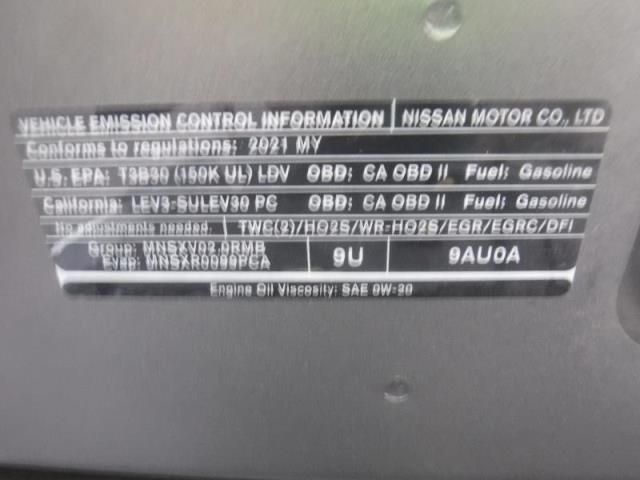 VEHICLE EMISSION CONTROL INFORMATION NISSAN MOTOR CO., LTD
Conforms to regulations: 2021 MY
U.S. EPA: T3B30 (150K UL) LDV OBD: CA OBD II Fuel: Gasoline
California: LEV3-SULEV30 PC OBD: CA OBD II Fuel: Gasoline
No adjustments needed. TWC(2)/HO2S/WR-HO2S/EGR/EGRC/DFI
Group: MNSXV02.0RMB
Evap: MNSXR0099PCA 9U 9AU0A
Engine Oil Viscosity: SAE 0W-20